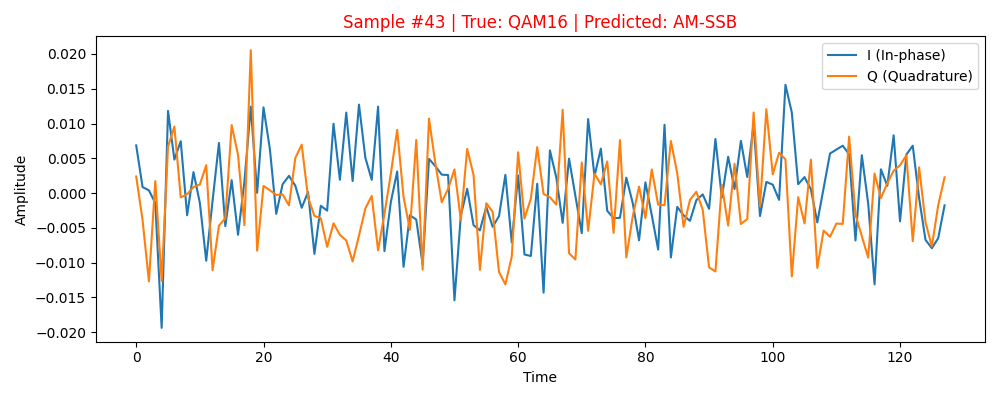 Sample #43 | True: QAM16 | Predicted: AM-SSB
I (In-phase)
Q (Quadrature)
Amplitude
0.020
0.015
0.010
0.005
0.000
−0.005
−0.010
−0.015
−0.020
0 20 40 60 80 100 120
Time